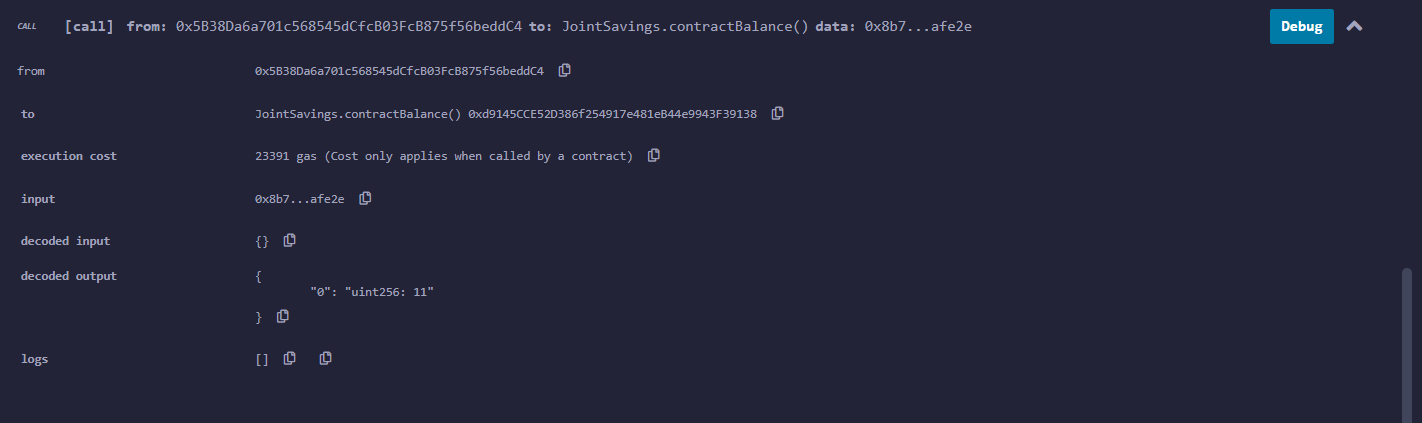 CALL [call] from: 0x5B38Da6a701c568545dCfcB03FcB875f56beddC4 to: JointSavings.contractBalance() data: 0x8b7...afe2e Debug
from 0x5B38Da6a701c568545dCfcB03FcB875f56beddC4
to JointSavings.contractBalance() 0xd9145CCE52D386f254917e481eB44e9943F39138
execution cost 23391 gas (Cost only applies when called by a contract)
input 0x8b7...afe2e
decoded input {}
decoded output {
"0": "uint256: 11"
}
logs []